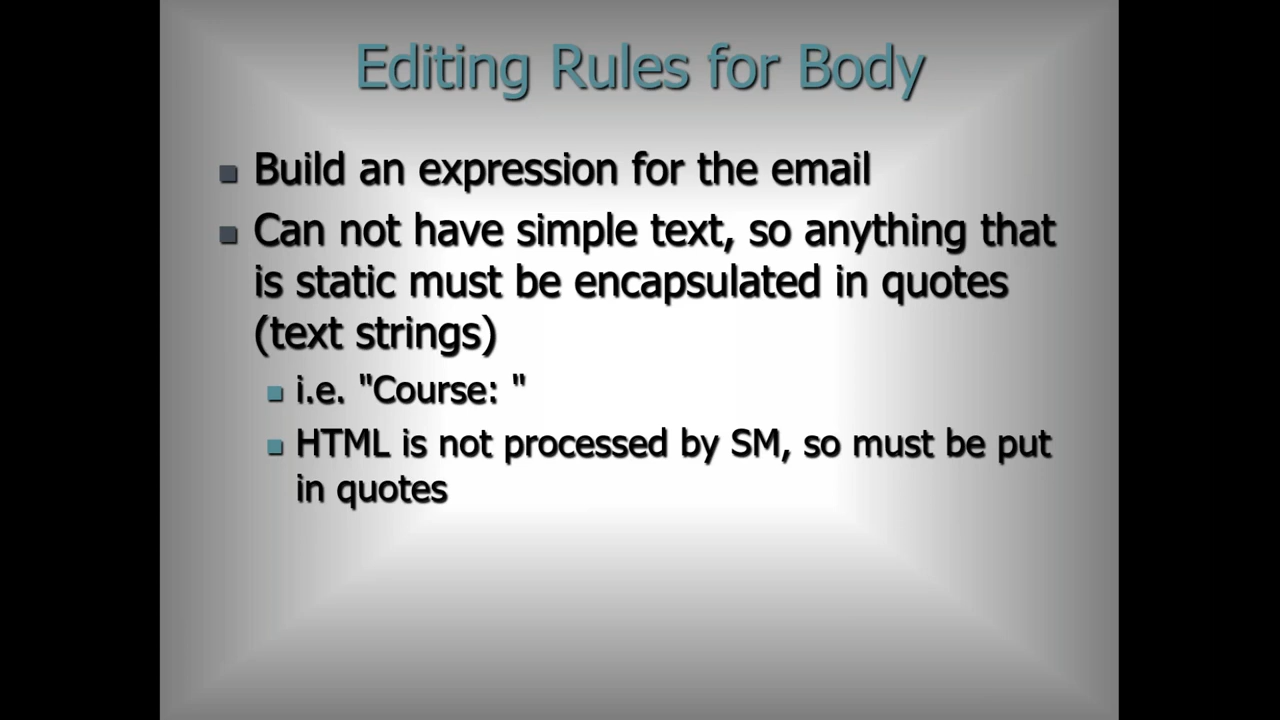 Editing Rules for Body
Build an expression for the email
Can not have simple text, so anything that
is static must be encapsulated in quotes
(text strings)
i.e. "Course: "
HTML is not processed by SM, so must be put
in quotes